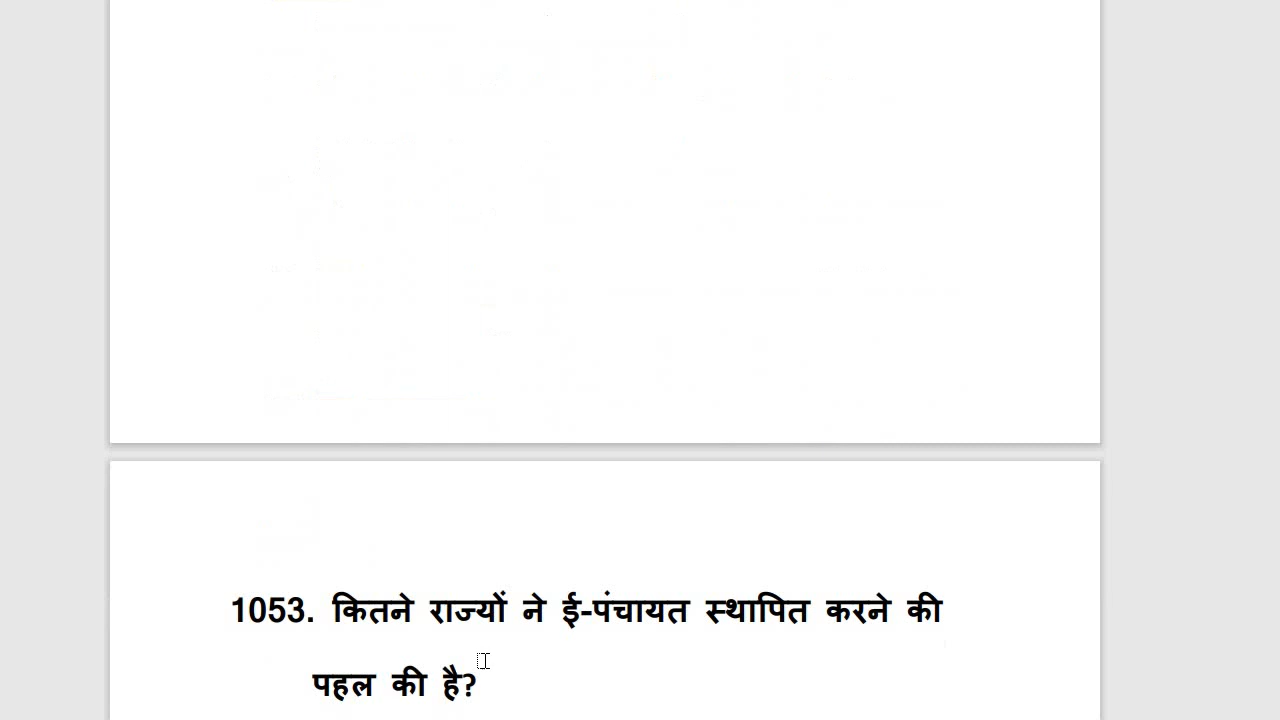 1053. कितने राज्यों ने ई-पंचायत स्थापित करने की
पहल की है?